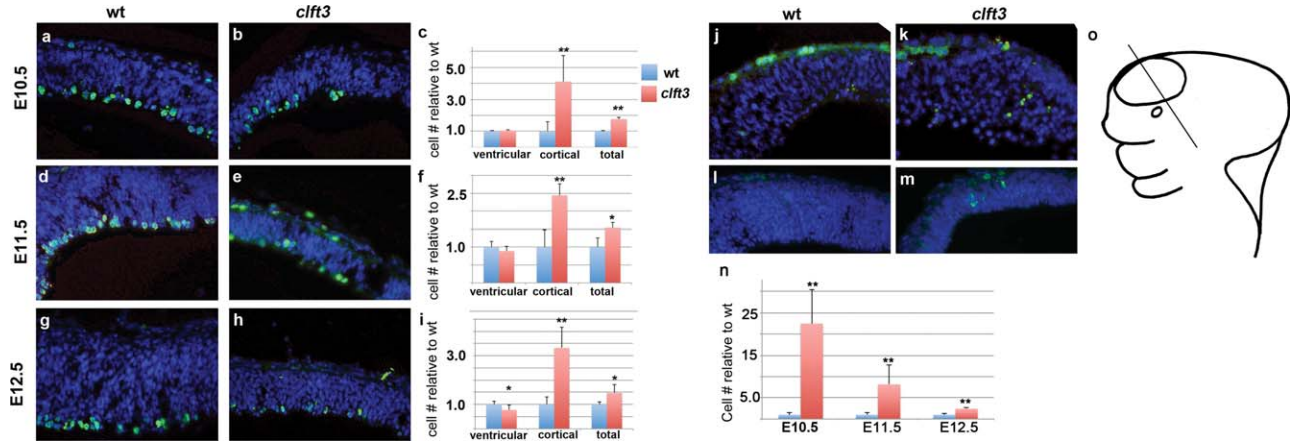 wt
clft3
E10.5
a
b
c
cell # relative to wt
5.0
3.0
1.0
**
**
ventricular cortical total
wt
clft3
E11.5
d
e
f
cell # relative to wt
2.5
1.0
**
*
ventricular cortical total
E12.5
g
h
i
cell # relative to wt
3.0
1.0
*
**
*
ventricular cortical total
wt
clft3
j
k
l
m
n
Cell # relative to wt
25
15
5.0
**
**
**
E10.5 E11.5 E12.5
o